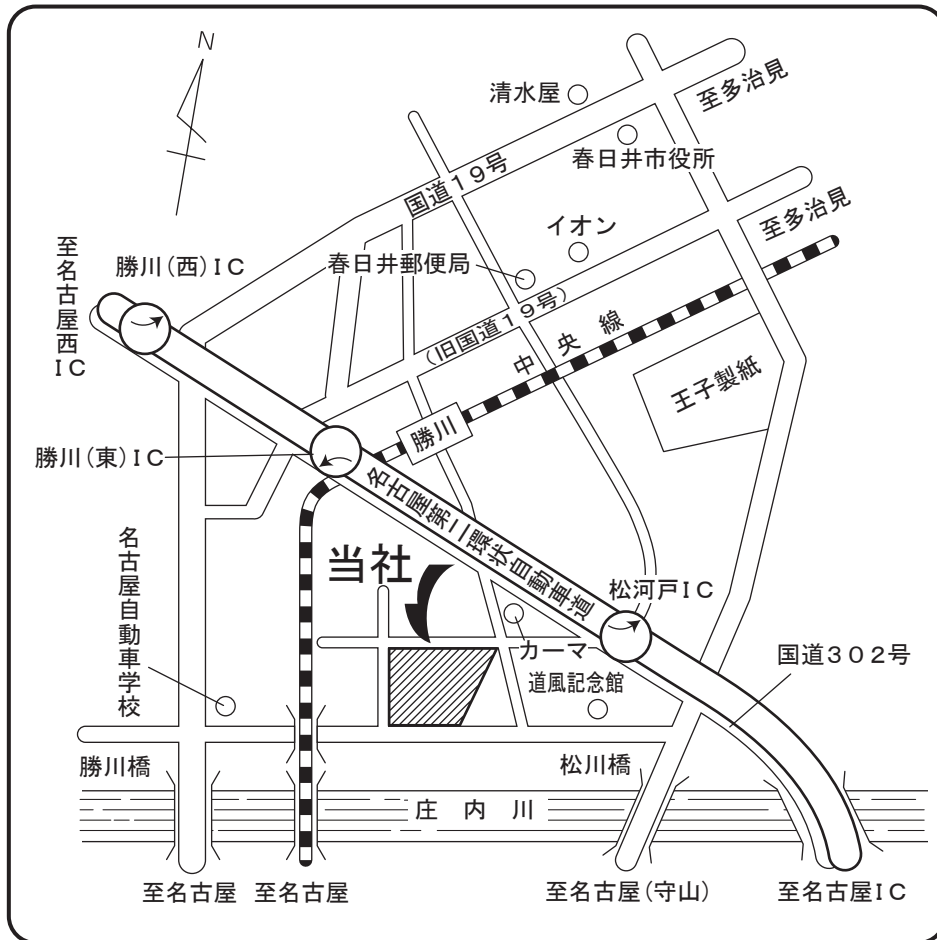 N
清水屋
至多治見
国道19号
春日井市役所
イオン
至多治見
至名古屋西IC
勝川(西)IC
春日井郵便局
(旧国道19号)
中央線
王子製紙
勝川
勝川(東)IC
名古屋第二環状自動車道
名古屋自動車学校
当社
松河戸IC
カーマ
道風記念館
国道302号
勝川橋
松川橋
庄内川
至名古屋
至名古屋
至名古屋(守山)
至名古屋IC